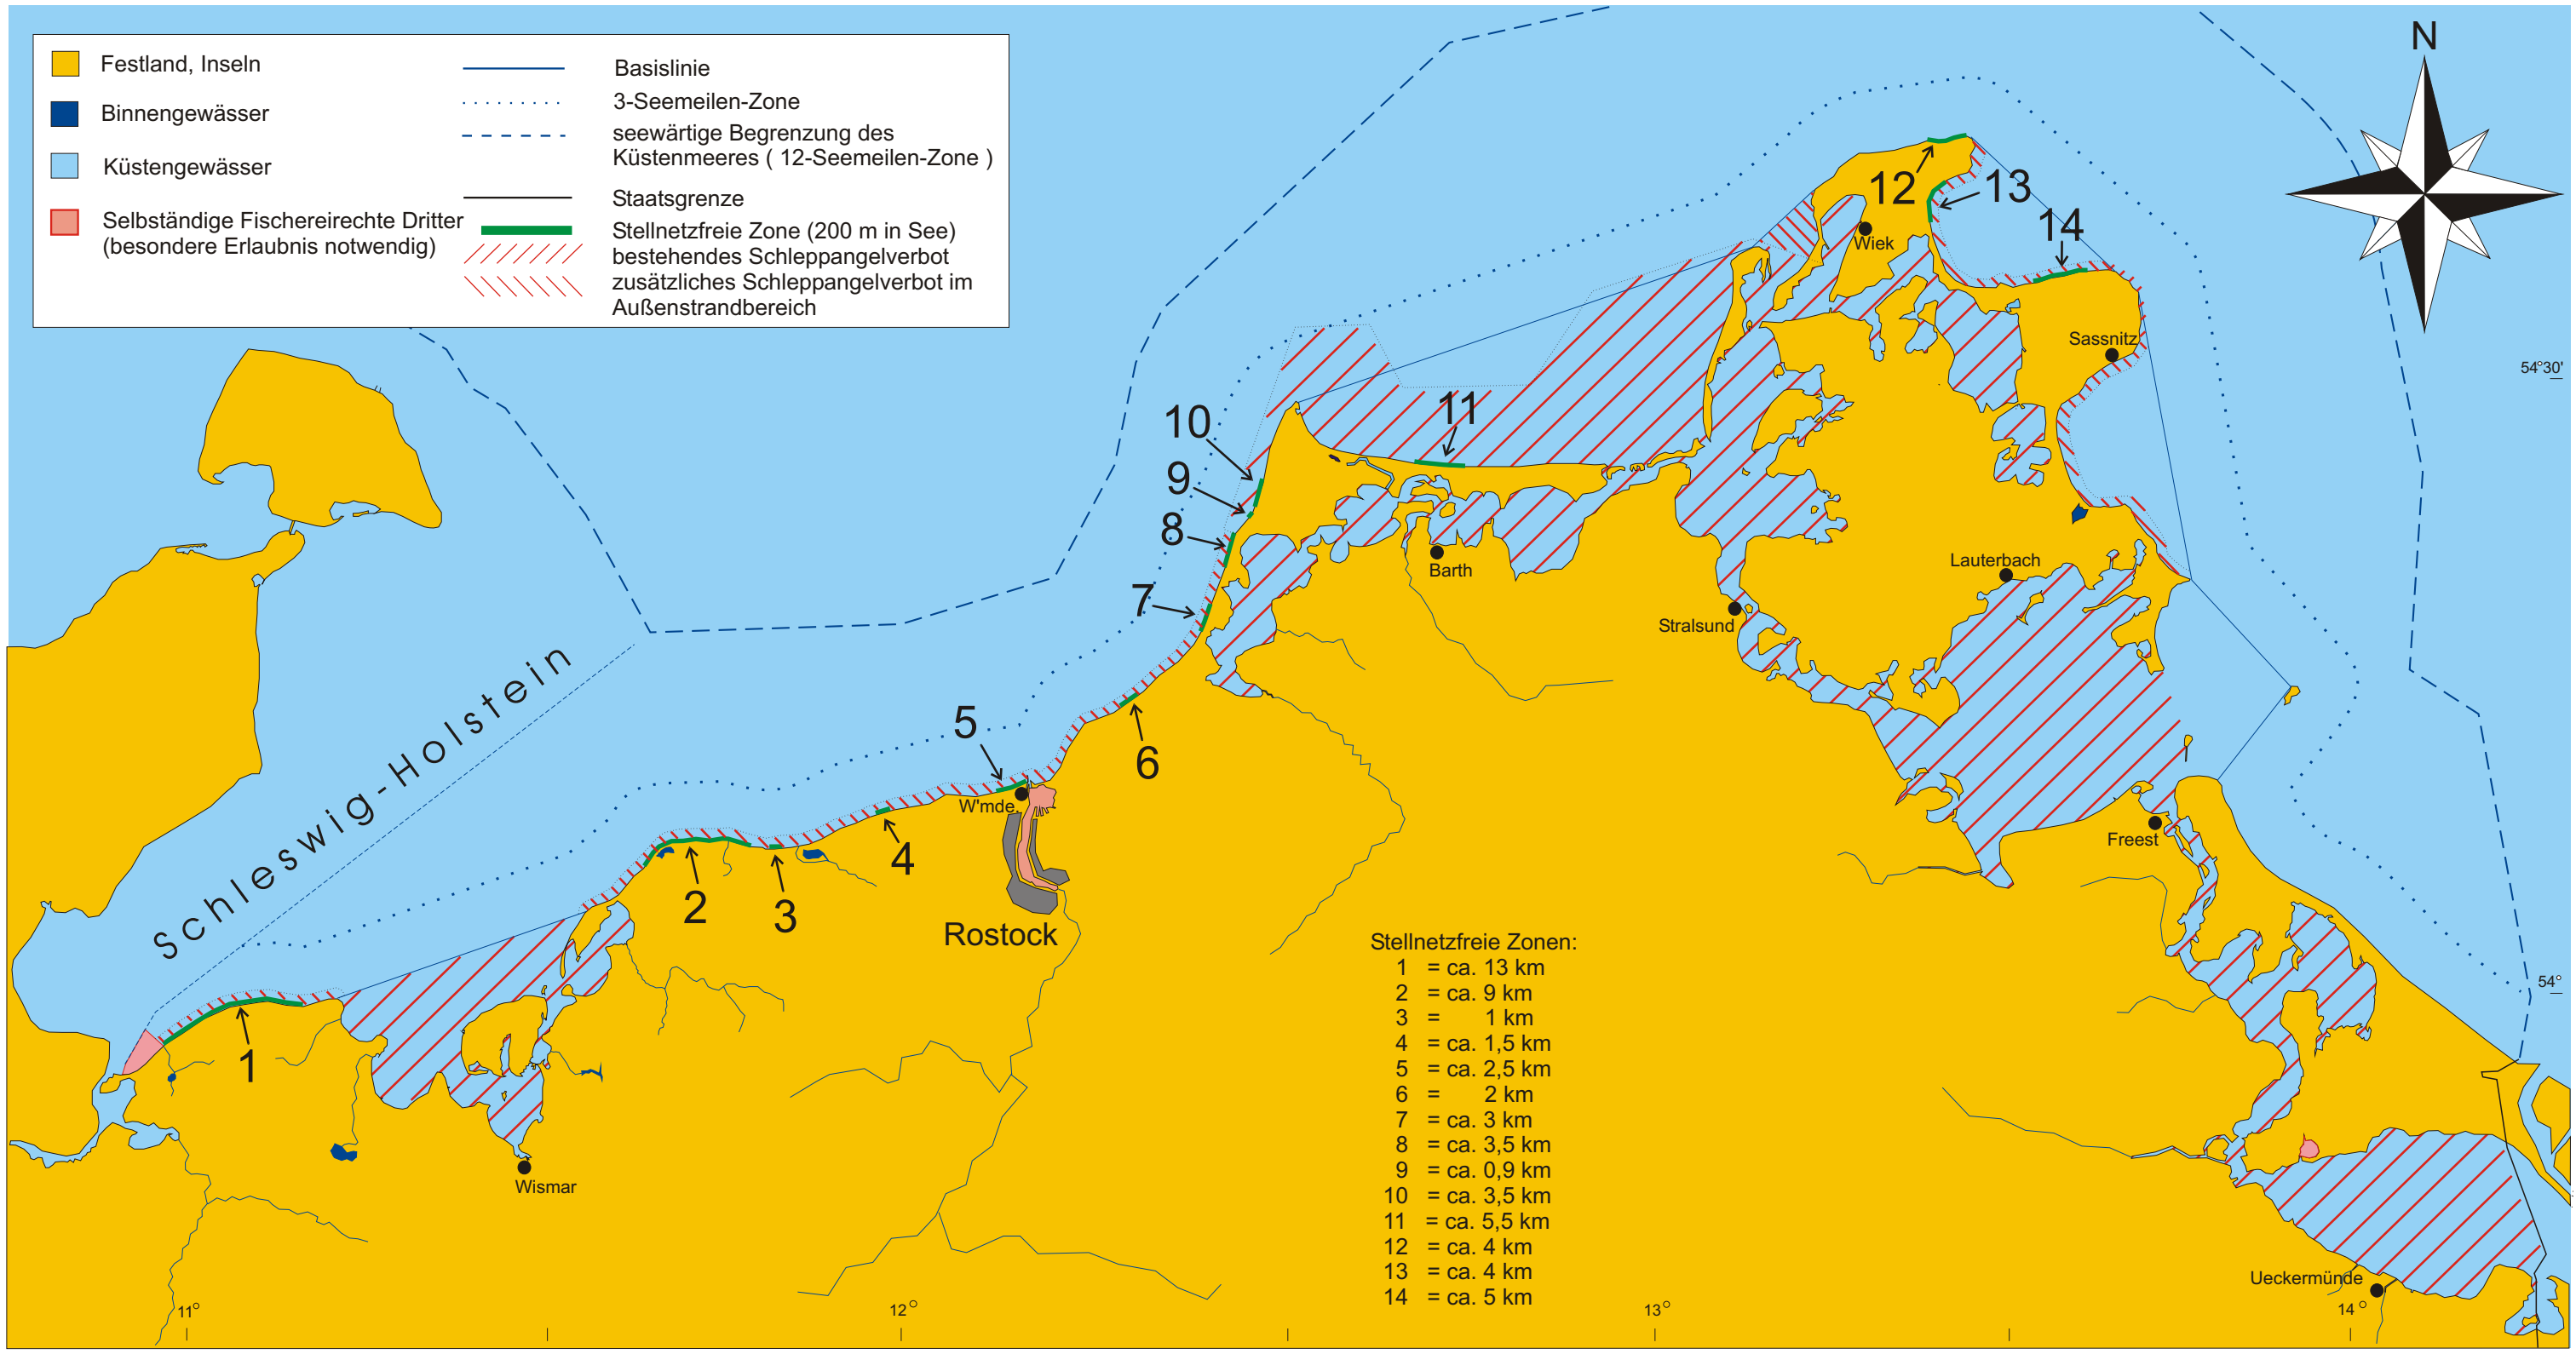 Festland, Inseln
Binnengewässer
Küstengewässer
Selbständige Fischereirechte Dritter
(besondere Erlaubnis notwendig)
Basislinie
3-Seemeilen-Zone
seewärtige Begrenzung des
Küstenmeeres ( 12-Seemeilen-Zone )
Staatsgrenze
Stellnetzfreie Zone (200 m in See)
bestehendes Schleppangelverbot
zusätzliches Schleppangelverbot im
Außenstrandbereich
N
12
13
14
Wiek
Sassnitz
54°30'
10
11
9
8
Barth
Lauterbach
7
Stralsund
Schleswig-Holstein
5
6
W'mde.
Freest
4
2
3
Rostock
54°
1
Wismar
Stellnetzfreie Zonen:
1 = ca. 13 km
2 = ca. 9 km
3 = 1 km
4 = ca. 1,5 km
5 = ca. 2,5 km
6 = 2 km
7 = ca. 3 km
8 = ca. 3,5 km
9 = ca. 0,9 km
10 = ca. 3,5 km
11 = ca. 5,5 km
12 = ca. 4 km
13 = ca. 4 km
14 = ca. 5 km
Ueckermünde
11°
12°
13°
14°